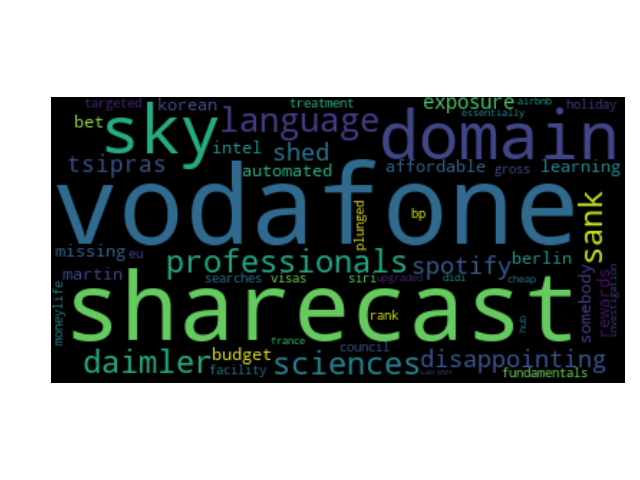 targeted korean treatment exposure airbnb holiday
essentially
bet sky language domain
intel shed
tsipras automated affordable gross learning
vodafone
plunged bp sank
missing eu professionals spotify berlin
martin searches visas siri upgraded didi cheap somebody rewards investigation
moneylife sharecast
rank hub
france
daimler budget council disappointing
facility sciences fundamentals